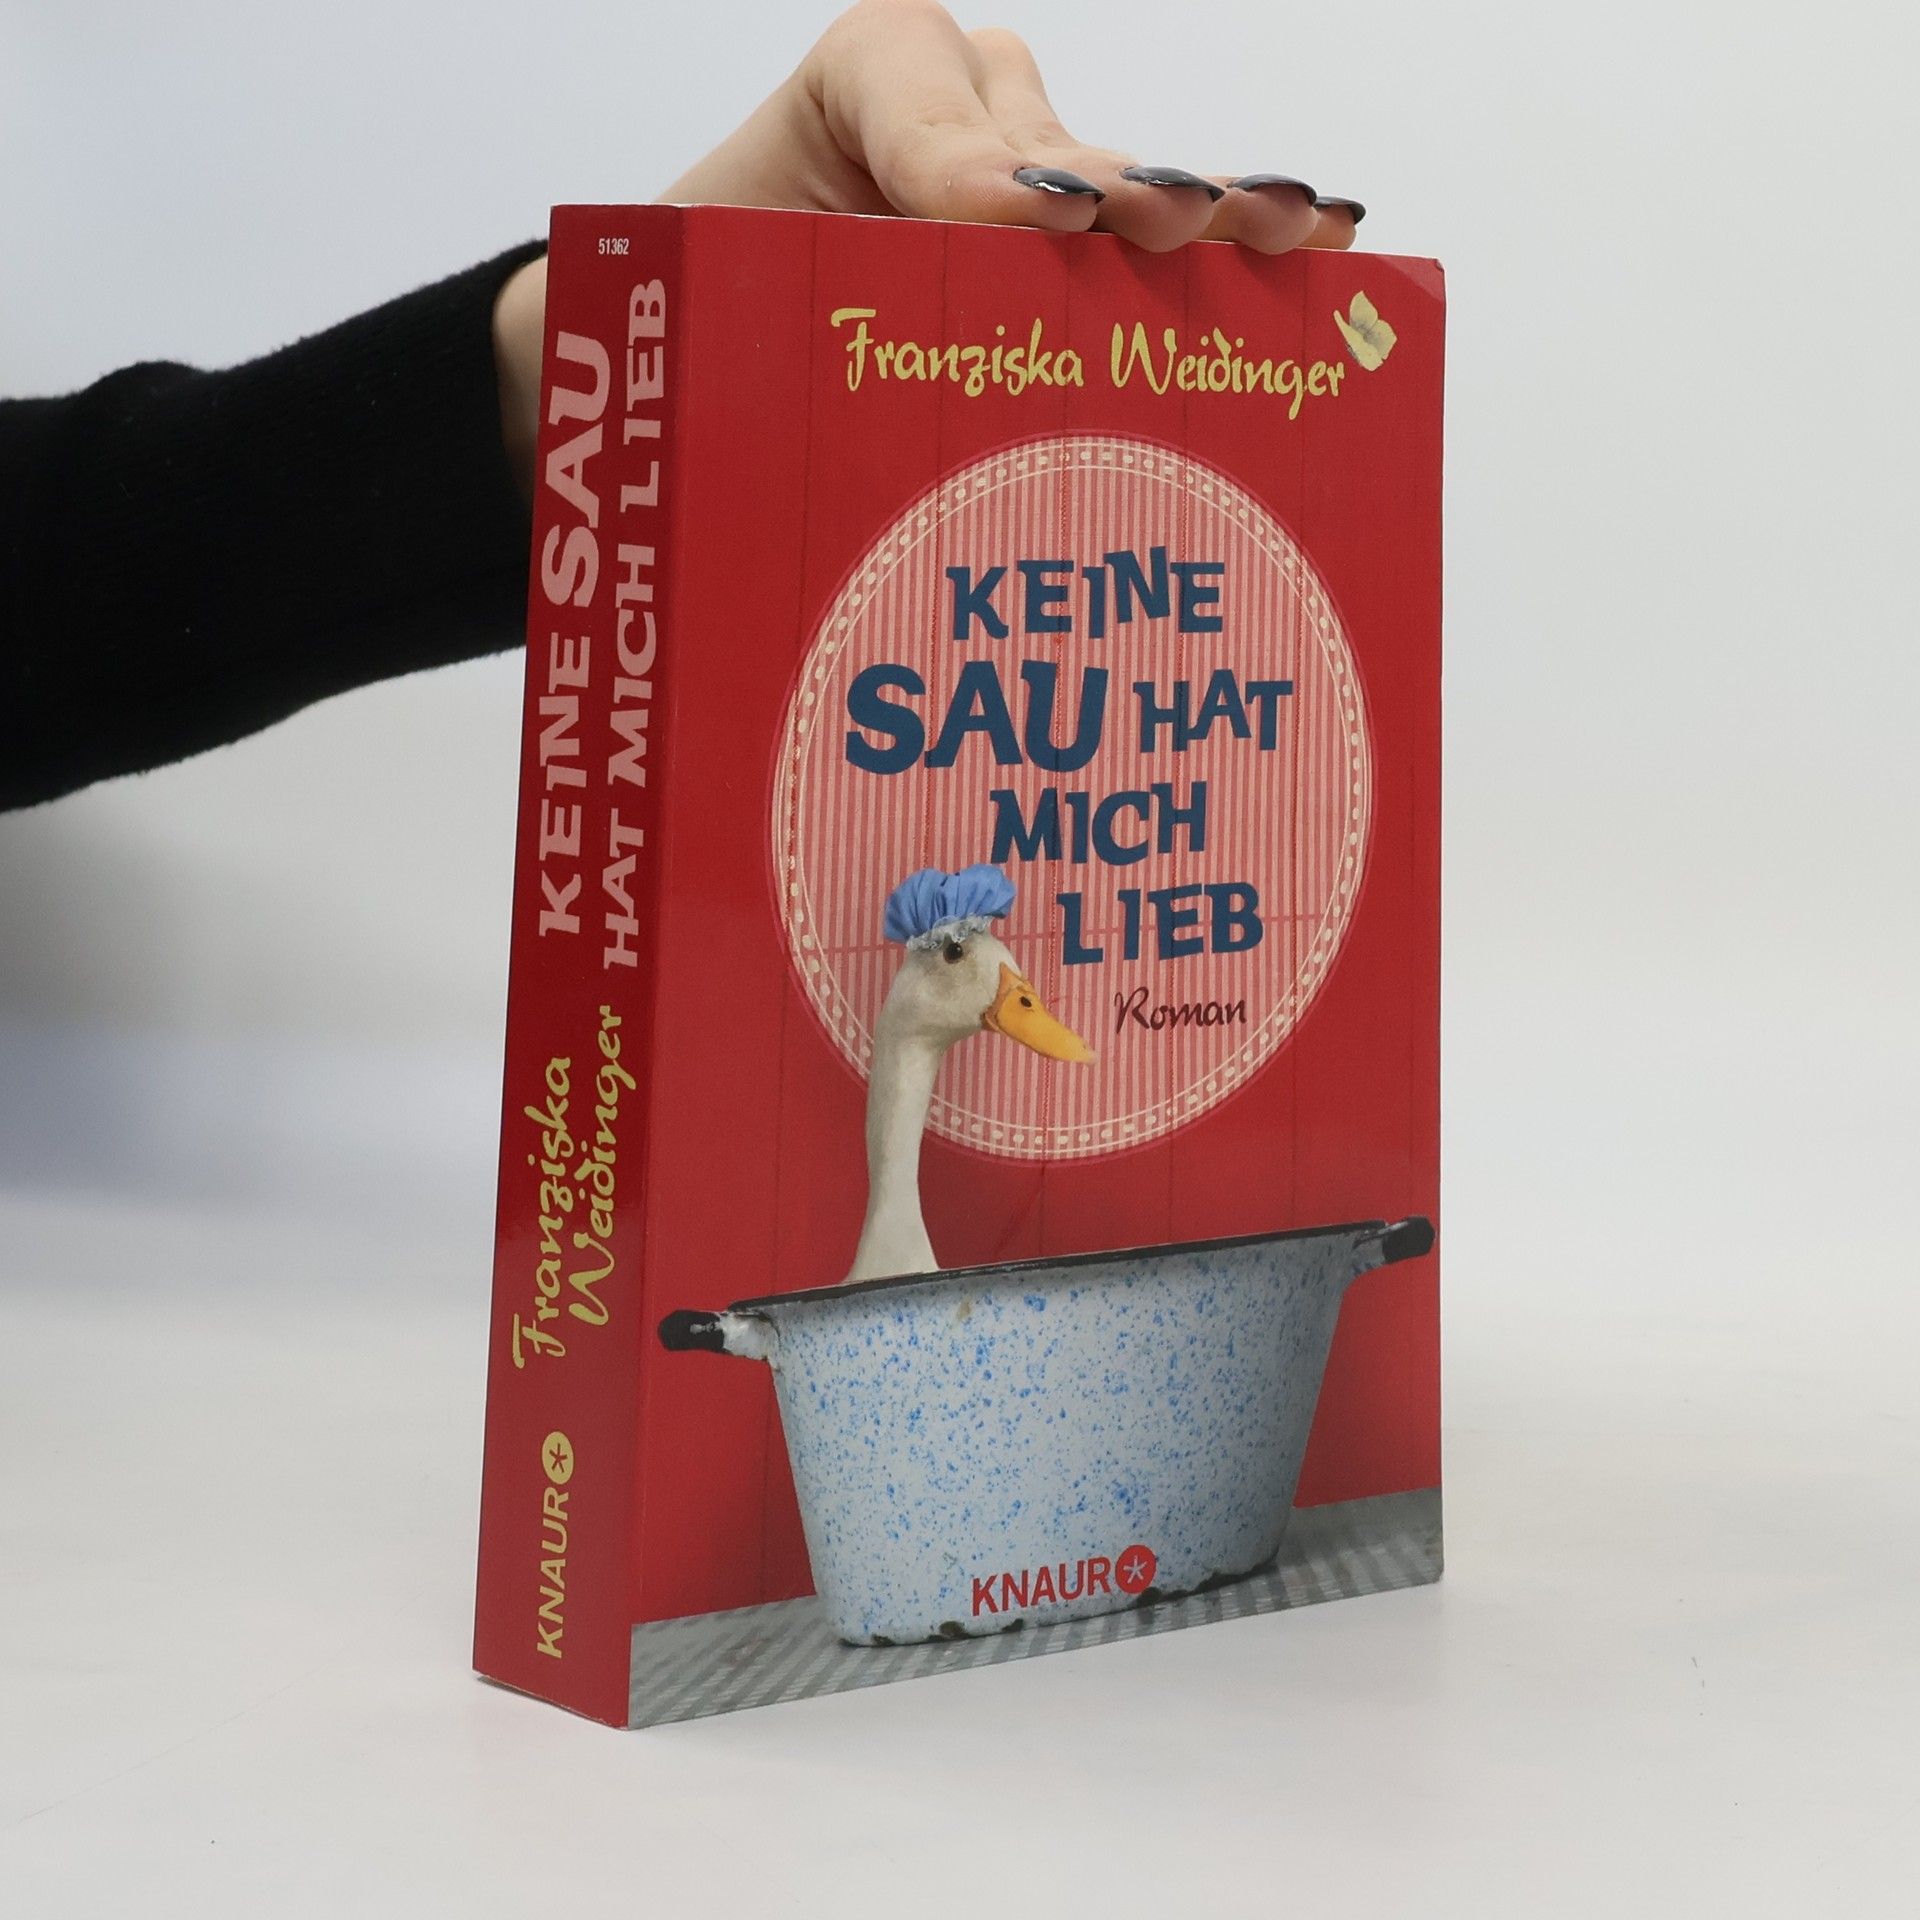 51362
KEINE SAU
HAT MICH LIEB
Franziska
Weidinger
KNAUR
Franziska Weidinger
KEINE
SAU HAT
MICH
LIEB
Roman
KNAUR